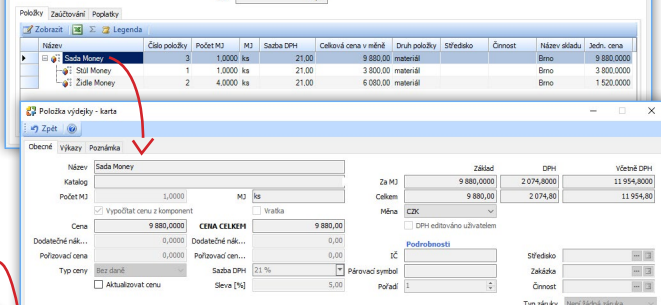 Položky Zaúčtování Poplatky
Zobrazit Σ Legenda
Název Číslo položky Počet MJ MJ Sazba DPH Celková cena v měně Druh položky Středisko Činnost Název skladu Jedn. cena
Sada Money 3 1,0000 ks 21,00 9 880,00 materiál Brno 9 880,0000
Stůl Money 1 1,0000 ks 21,00 3 800,00 materiál Brno 3 800,0000
Židle Money 2 4,0000 ks 21,00 6 080,00 materiál Brno 1 520,0000
Položka výdejky - karta
Zpět
Obecné Výkazy Poznámka
Název Sada Money Základ DPH Včetně DPH
Katalog Za MJ 9 880,0000 2 074,8000 11 954,8000
Počet MJ 1,0000 MJ ks Celkem 9 880,00 2 074,80 11 954,80
Vypočítat cenu z komponent Vratka Měna CZK
Cena 9 880,0000 CENA CELKEM 9 880,00 DPH editováno uživatelem
Dodatečné nák... 0,0000 Dodatečné nák... 0,00 Podrobnosti
Pořizovací cena 0,0000 Pořizovací cen... 0,00 IČ Středisko
Typ ceny Bez daně Sazba DPH 21 % Párovací symbol Zakázka
Aktualizovat cenu Sleva [%] 5,00 Pořadí 1 Činnost
Typ záruky Není žádná záruka